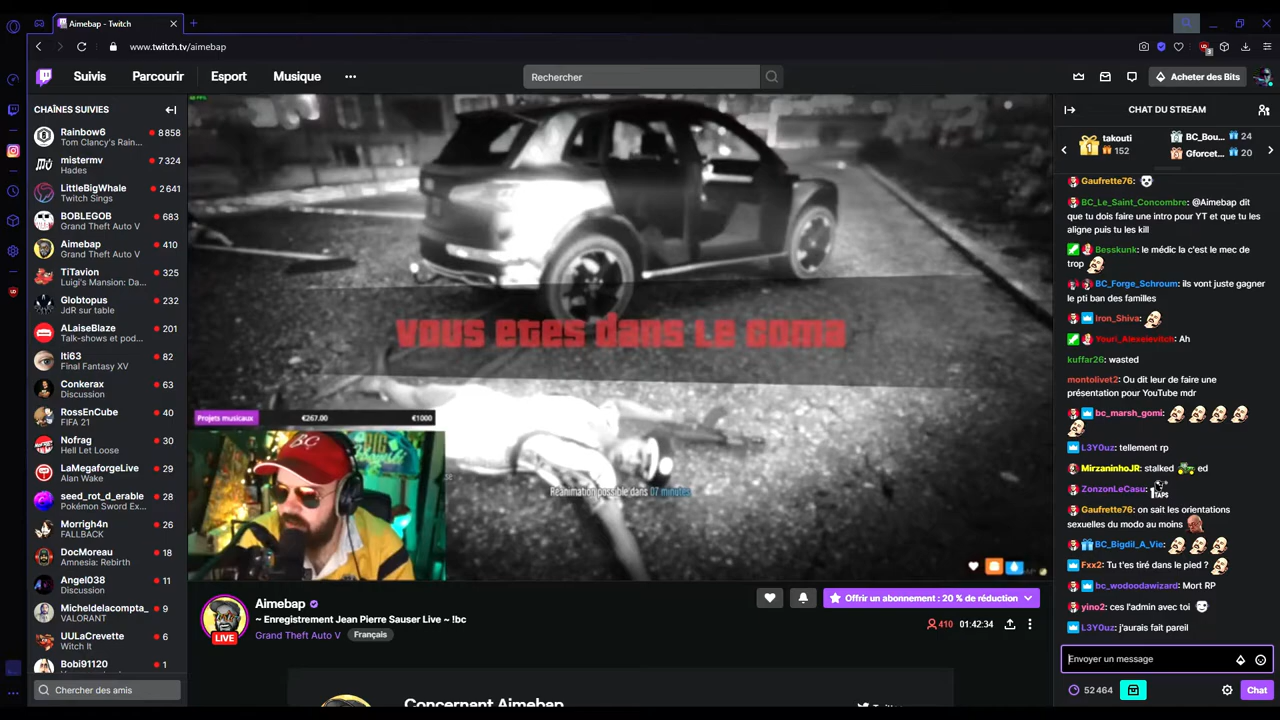 Aimebap - Twitch
www.twitch.tv/aimebap
Suivis
Parcourir
Esport
Musique
Rechercher
Acheter des Bits
CHAÎNES SUIVIES
Rainbow6
8 858
Tom Clancy's Rain...
mistermv
7 324
Hades
LittleBigWhale
2 641
Twitch Sings
BOBLEGOB
683
Grand Theft Auto V
Aimebap
410
Grand Theft Auto V
TiTavion
325
Luigi's Mansion: Da...
Globtopus
232
JdR sur table
ALaiseBlaze
201
Talk-shows et pod...
Iti63
82
Final Fantasy XV
Conkerax
63
Discussion
RossEnCube
40
FIFA 21
Nofrag
30
Hell Let Loose
LaMegaforgeLive
29
Alan Wake
seed_rot_d_erable
28
Pokémon Sword Ex...
Morrigh4n
26
FALLBACK
DocMoreau
18
Amnesia: Rebirth
Angel038
11
Discussion
Micheldelacompta_
9
VALORANT
UULaCrevette
6
Witch It
Bobi91120
1
Chercher des amis
vous etes dans le coma
Projets musicaux €267.00 €1000
Réanimation possible dans 07 minutes
BC
LIVE
Aimebap
~ Enregistrement Jean Pierre Sauser Live ~ !bc
Grand Theft Auto V
Français
Offrir un abonnement : 20 % de réduction
410
01:42:34
Concernant Aimebap
CHAT DU STREAM
takouti
152
BC_Bou... 24
Gforcet... 20
Gaufrette76:
BC_Le_Saint_Concombre: @Aimebap dit
que tu dois faire une intro pour YT et que tu les
aligne puis tu les kill
Besskunk: le médic la c'est le mec de
trop
BC_Forge_Schroum: ils vont juste gagner
le pti ban des familles
Iron_Shiva:
Youri_Alexeievitch: Ah
kuffar26: wasted
montolivet2: Ou dit leur de faire une
présentation pour YouTube mdr
bc_marsh_gomi:
L3Y0uz: tellement rp
MirzaninhoJR: stalked ed
ZonzonLeCasu:
TAPS
Gaufrette76: on sait les orientations
sexuelles du modo au moins
BC_Bigdil_A_Vie:
Fxx2: Tu t'es tiré dans le pied ?
bc_wodoodawizard: Mort RP
yino2: ces l'admin avec toi
L3Y0uz: j'aurais fait pareil
Envoyer un message
52 464
Chat